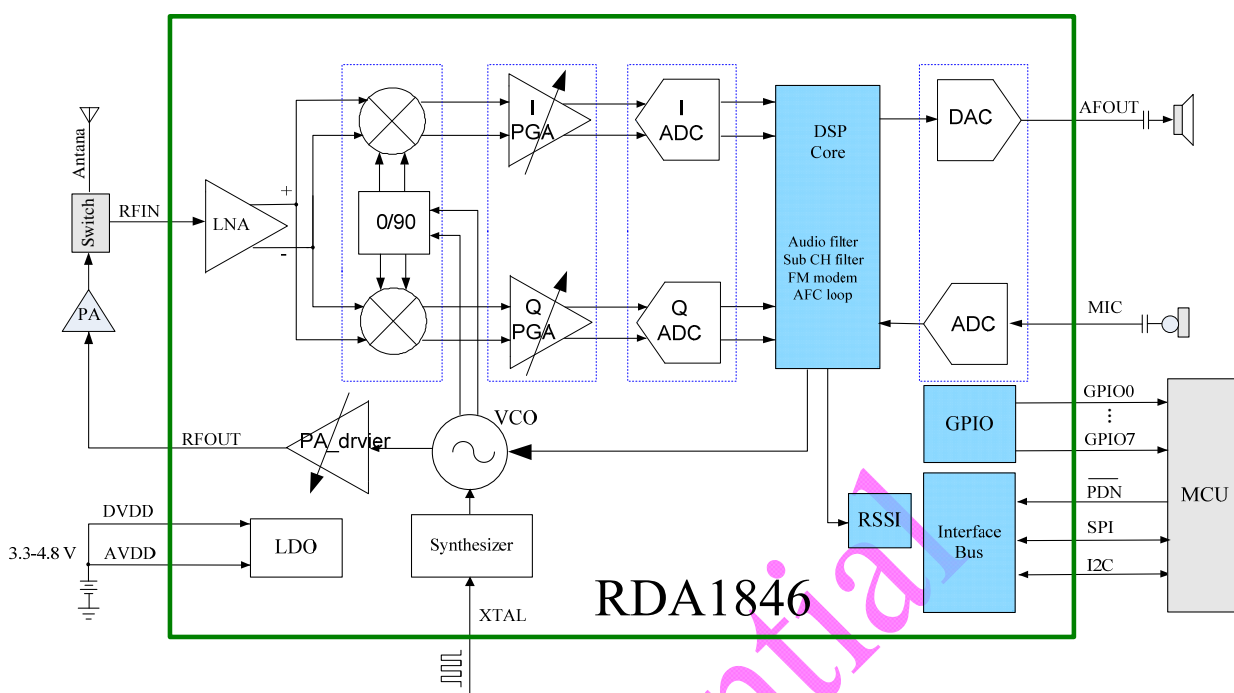 Antana
Switch
RFIN
PA
LNA
+
-
0/90
I
PGA
Q
PGA
I
ADC
Q
ADC
DSP
Core
Audio filter
Sub CH filter
FM modem
AFC loop
DAC
ADC
AFOUT
MIC
RFOUT
PA_drvier
VCO
Synthesizer
XTAL
DVDD
AVDD
3.3-4.8 V
LDO
RSSI
GPIO
GPIO0
GPIO7
Interface
Bus
PDN
SPI
I2C
MCU
RDA1846
ntial